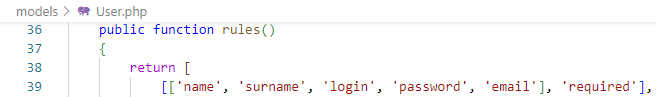 models > User.php
36 public function rules()
37 {
38 return [
39 [['name', 'surname', 'login', 'password', 'email'], 'required'],